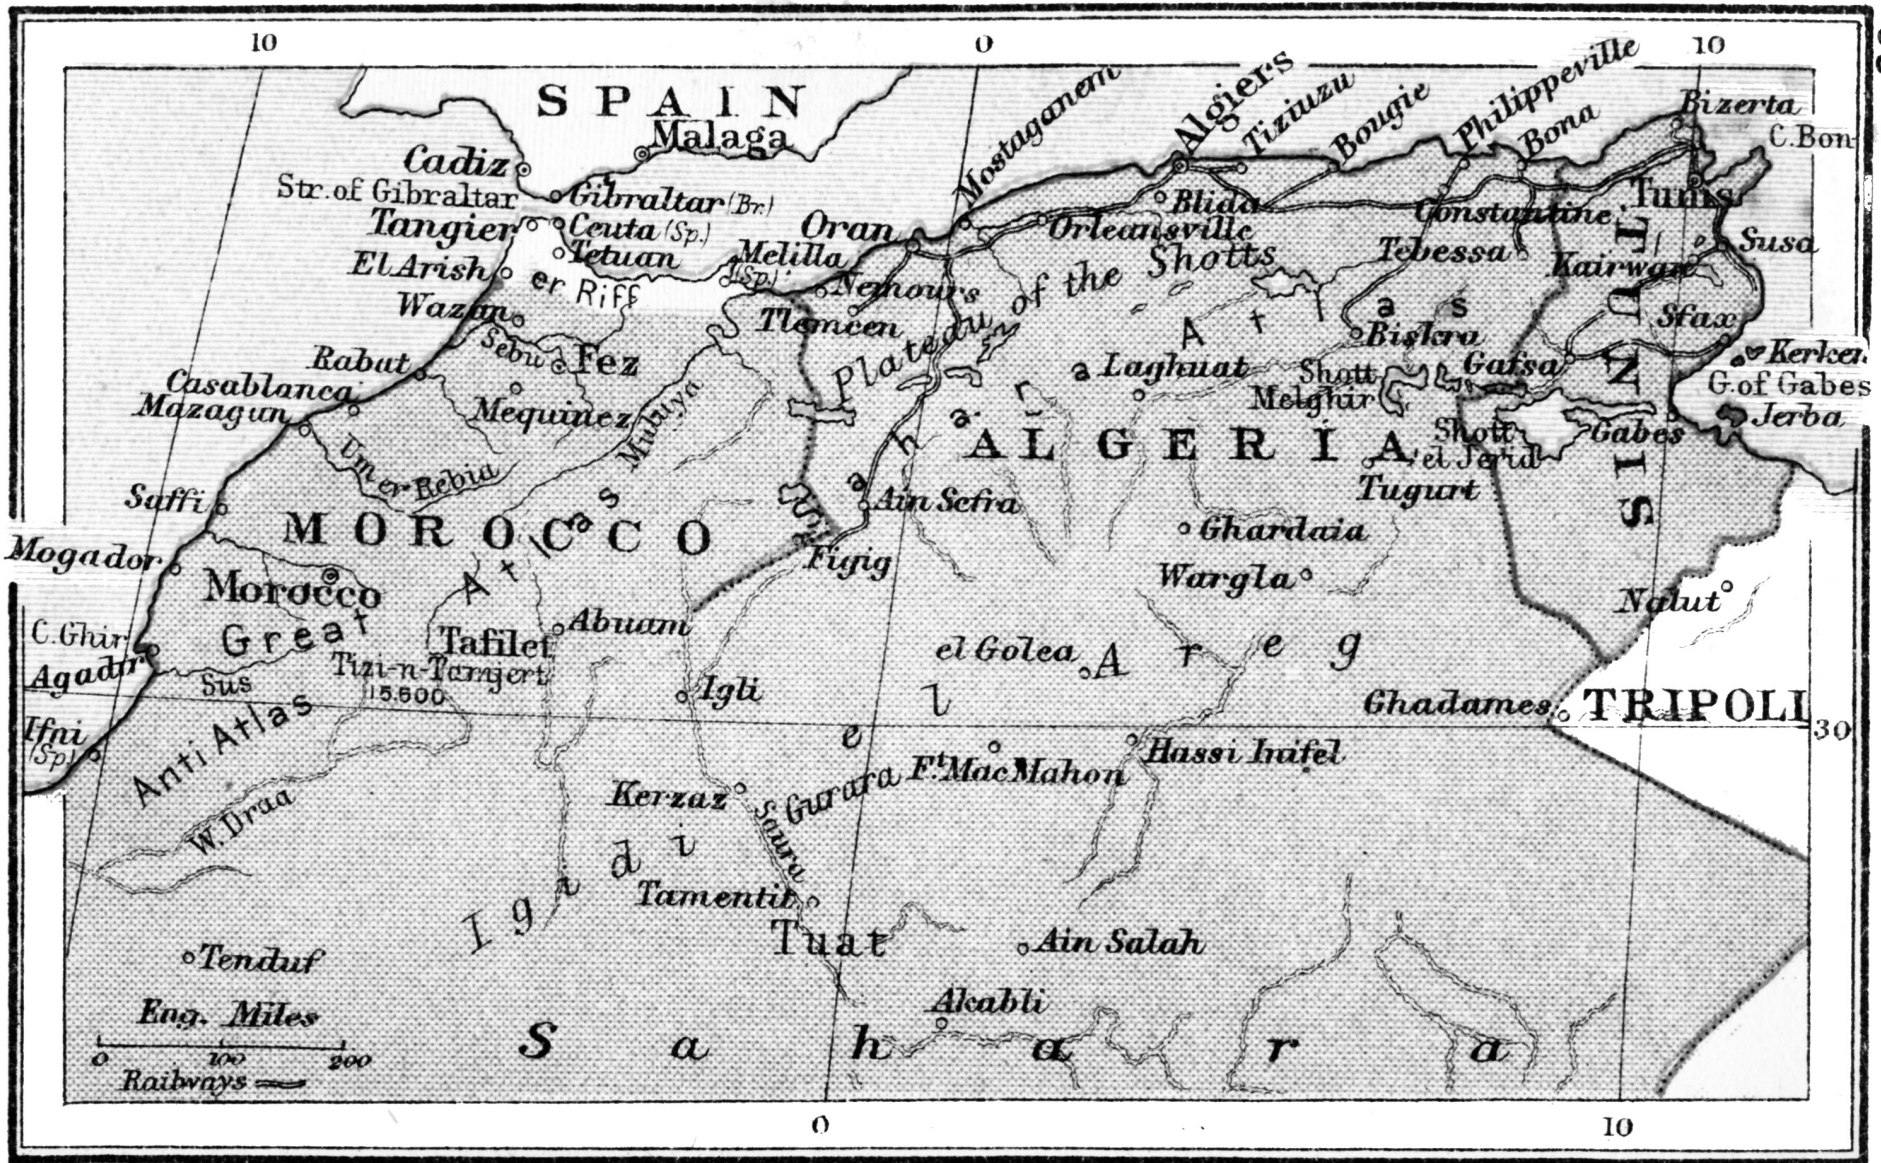 10
0
10
SPAIN
Malaga
Cadiz
Str. of Gibraltar
Gibraltar (Br.)
Tangier
Ceuta (Sp.)
Tetuan
El Arish
er Riff
Melilla
(Sp.)
Wazan
Sebu
Fez
Rabat
Casablanca
Mazagan
Mequinez
Muluya
Um er Rebia
Saffi
MOROCCO
Mogador
Morocco
Great Atlas
C. Ghir
Agadir
Sus
Tafilet
Abuam
Tizi-n-Tamjert
15.600
Ifni
(Sp.)
Anti Atlas
W. Draa
Mostaganem
Algiers
Tiziuzu
Bougie
Philippeville
Bona
Bizerta
C. Bon
Oran
Blida
Orleansville
Constantine
Tunis
Nemours
Tlemcen
Plateau of the Shotts
Tebessa
Kairwan
Susa
TUNIS
Sfax
Atlas
Saharan
Biskra
Laghuat
Shott
Melghir
Gafsa
Kerken
G. of Gabes
Jerba
Gabes
Shott
el Jerid
ALGERIA
Tugurt
Ain Sefra
Ghardaia
Figig
Wargla
Nalut
el Golea
el Areg
Igli
Ghadames
TRIPOLI
30
Hassi Inifel
Ft. Mac Mahon
Gurara
Kerzaz
Saura
Igidi
Tamentit
Tuat
Ain Salah
Tenduf
Akabli
Sahara
Eng. Miles
0 100 200
Railways
0
10